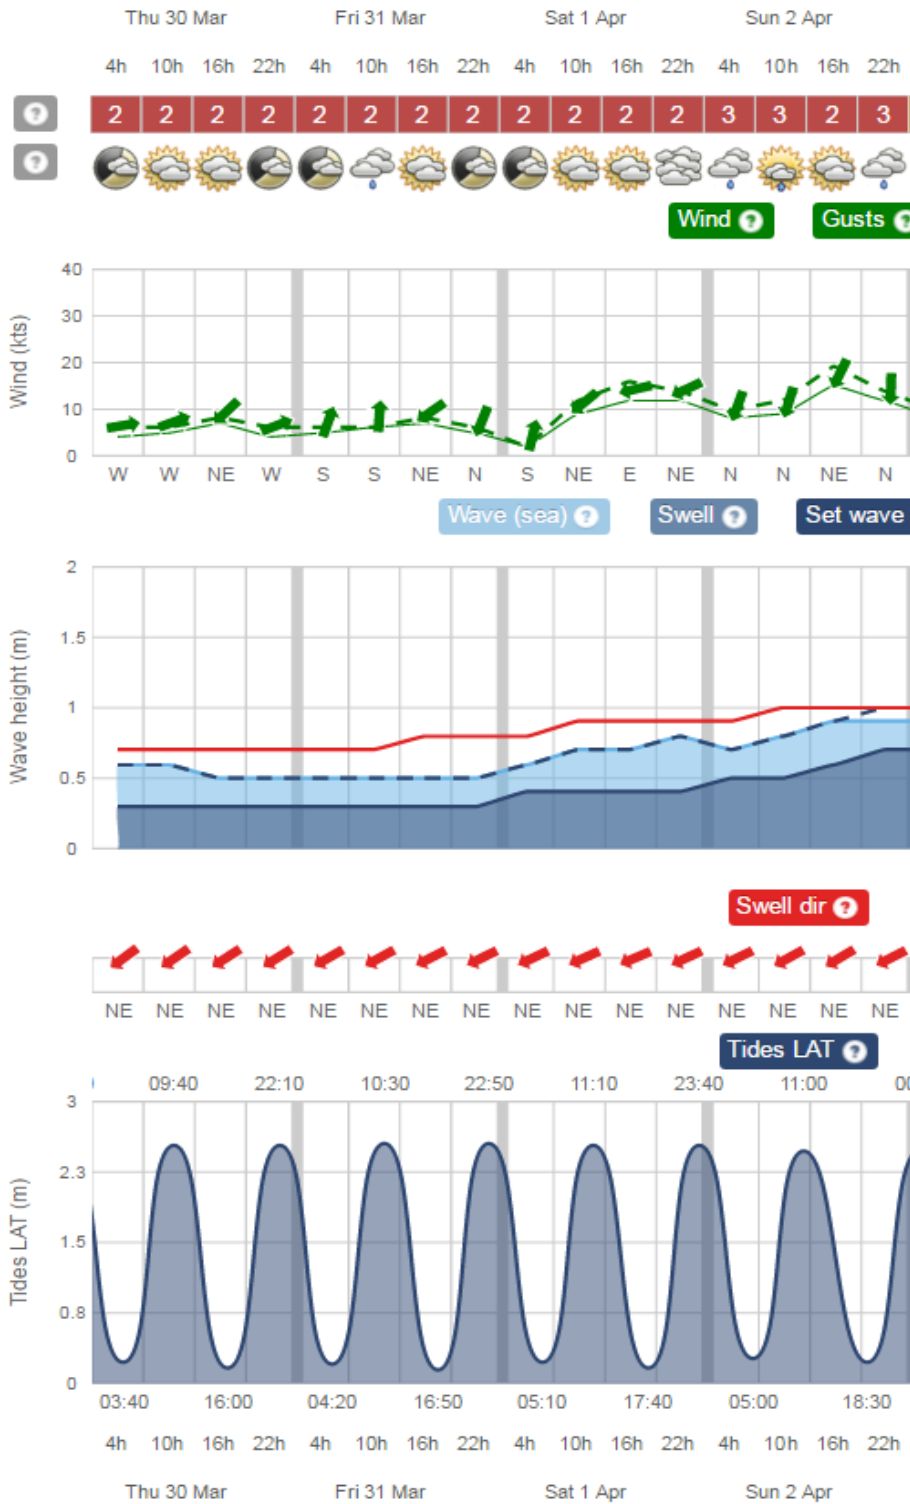 Thu 30 Mar Fri 31 Mar Sat 1 Apr Sun 2 Apr
4h 10h 16h 22h 4h 10h 16h 22h 4h 10h 16h 22h 4h 10h 16h 22h
? 2 2 2 2 2 2 2 2 2 2 2 2 3 3 2 3
?
Wind ? Gusts ?
Wind (kts)
40
30
20
10
0
W W NE W S S NE N S NE E NE N N NE N
Wave (sea) ? Swell ? Set wave
Wave height (m)
2
1.5
1
0.5
0
Swell dir ?
NE NE NE NE NE NE NE NE NE NE NE NE NE NE NE NE
Tides LAT ?
09:40 22:10 10:30 22:50 11:10 23:40 11:00
Tides LAT (m)
3
2.3
1.5
0.8
0
03:40 16:00 04:20 16:50 05:10 17:40 05:00 18:30
4h 10h 16h 22h 4h 10h 16h 22h 4h 10h 16h 22h 4h 10h 16h 22h
Thu 30 Mar Fri 31 Mar Sat 1 Apr Sun 2 Apr